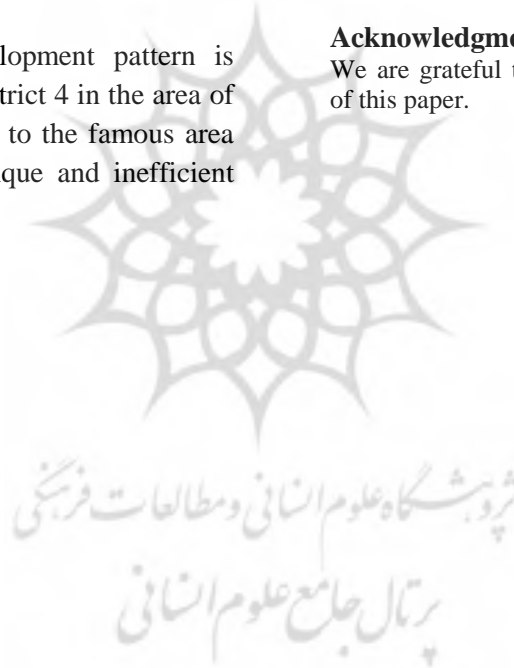 lopment pattern is
trict 4 in the area of
to the famous area
que and inefficient
Acknowledgme
We are grateful t
of this paper.
پژوهشگاه علوم انسانی و مطالعات فرهنگی
پرتال جامع علوم انسانی